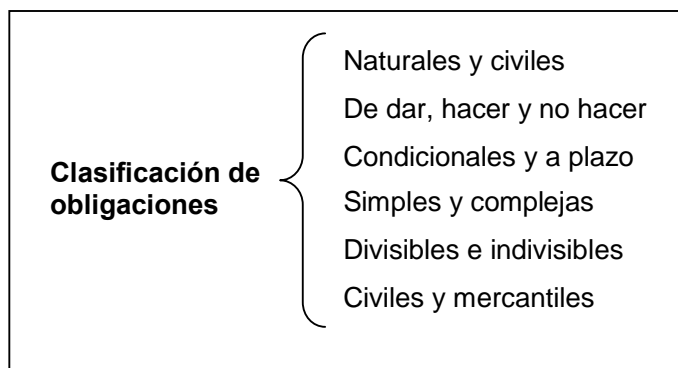 Clasificación de
obligaciones
Naturales y civiles
De dar, hacer y no hacer
Condicionales y a plazo
Simples y complejas
Divisibles e indivisibles
Civiles y mercantiles